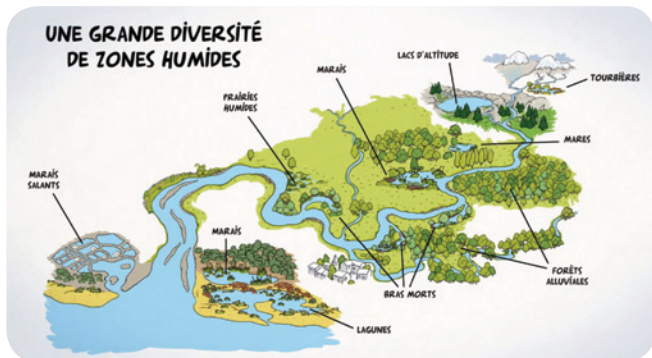 UNE GRANDE DIVERSITÉ
DE ZONES HUMIDES
LACS D'ALTITUDE
MARAIS
TOURBIÈRES
PRAIRIES
HUMIDES
MARES
MARAIS
SALANTS
MARAIS
FORÊTS
ALLUVIALES
BRAS MORTS
LAGUNES